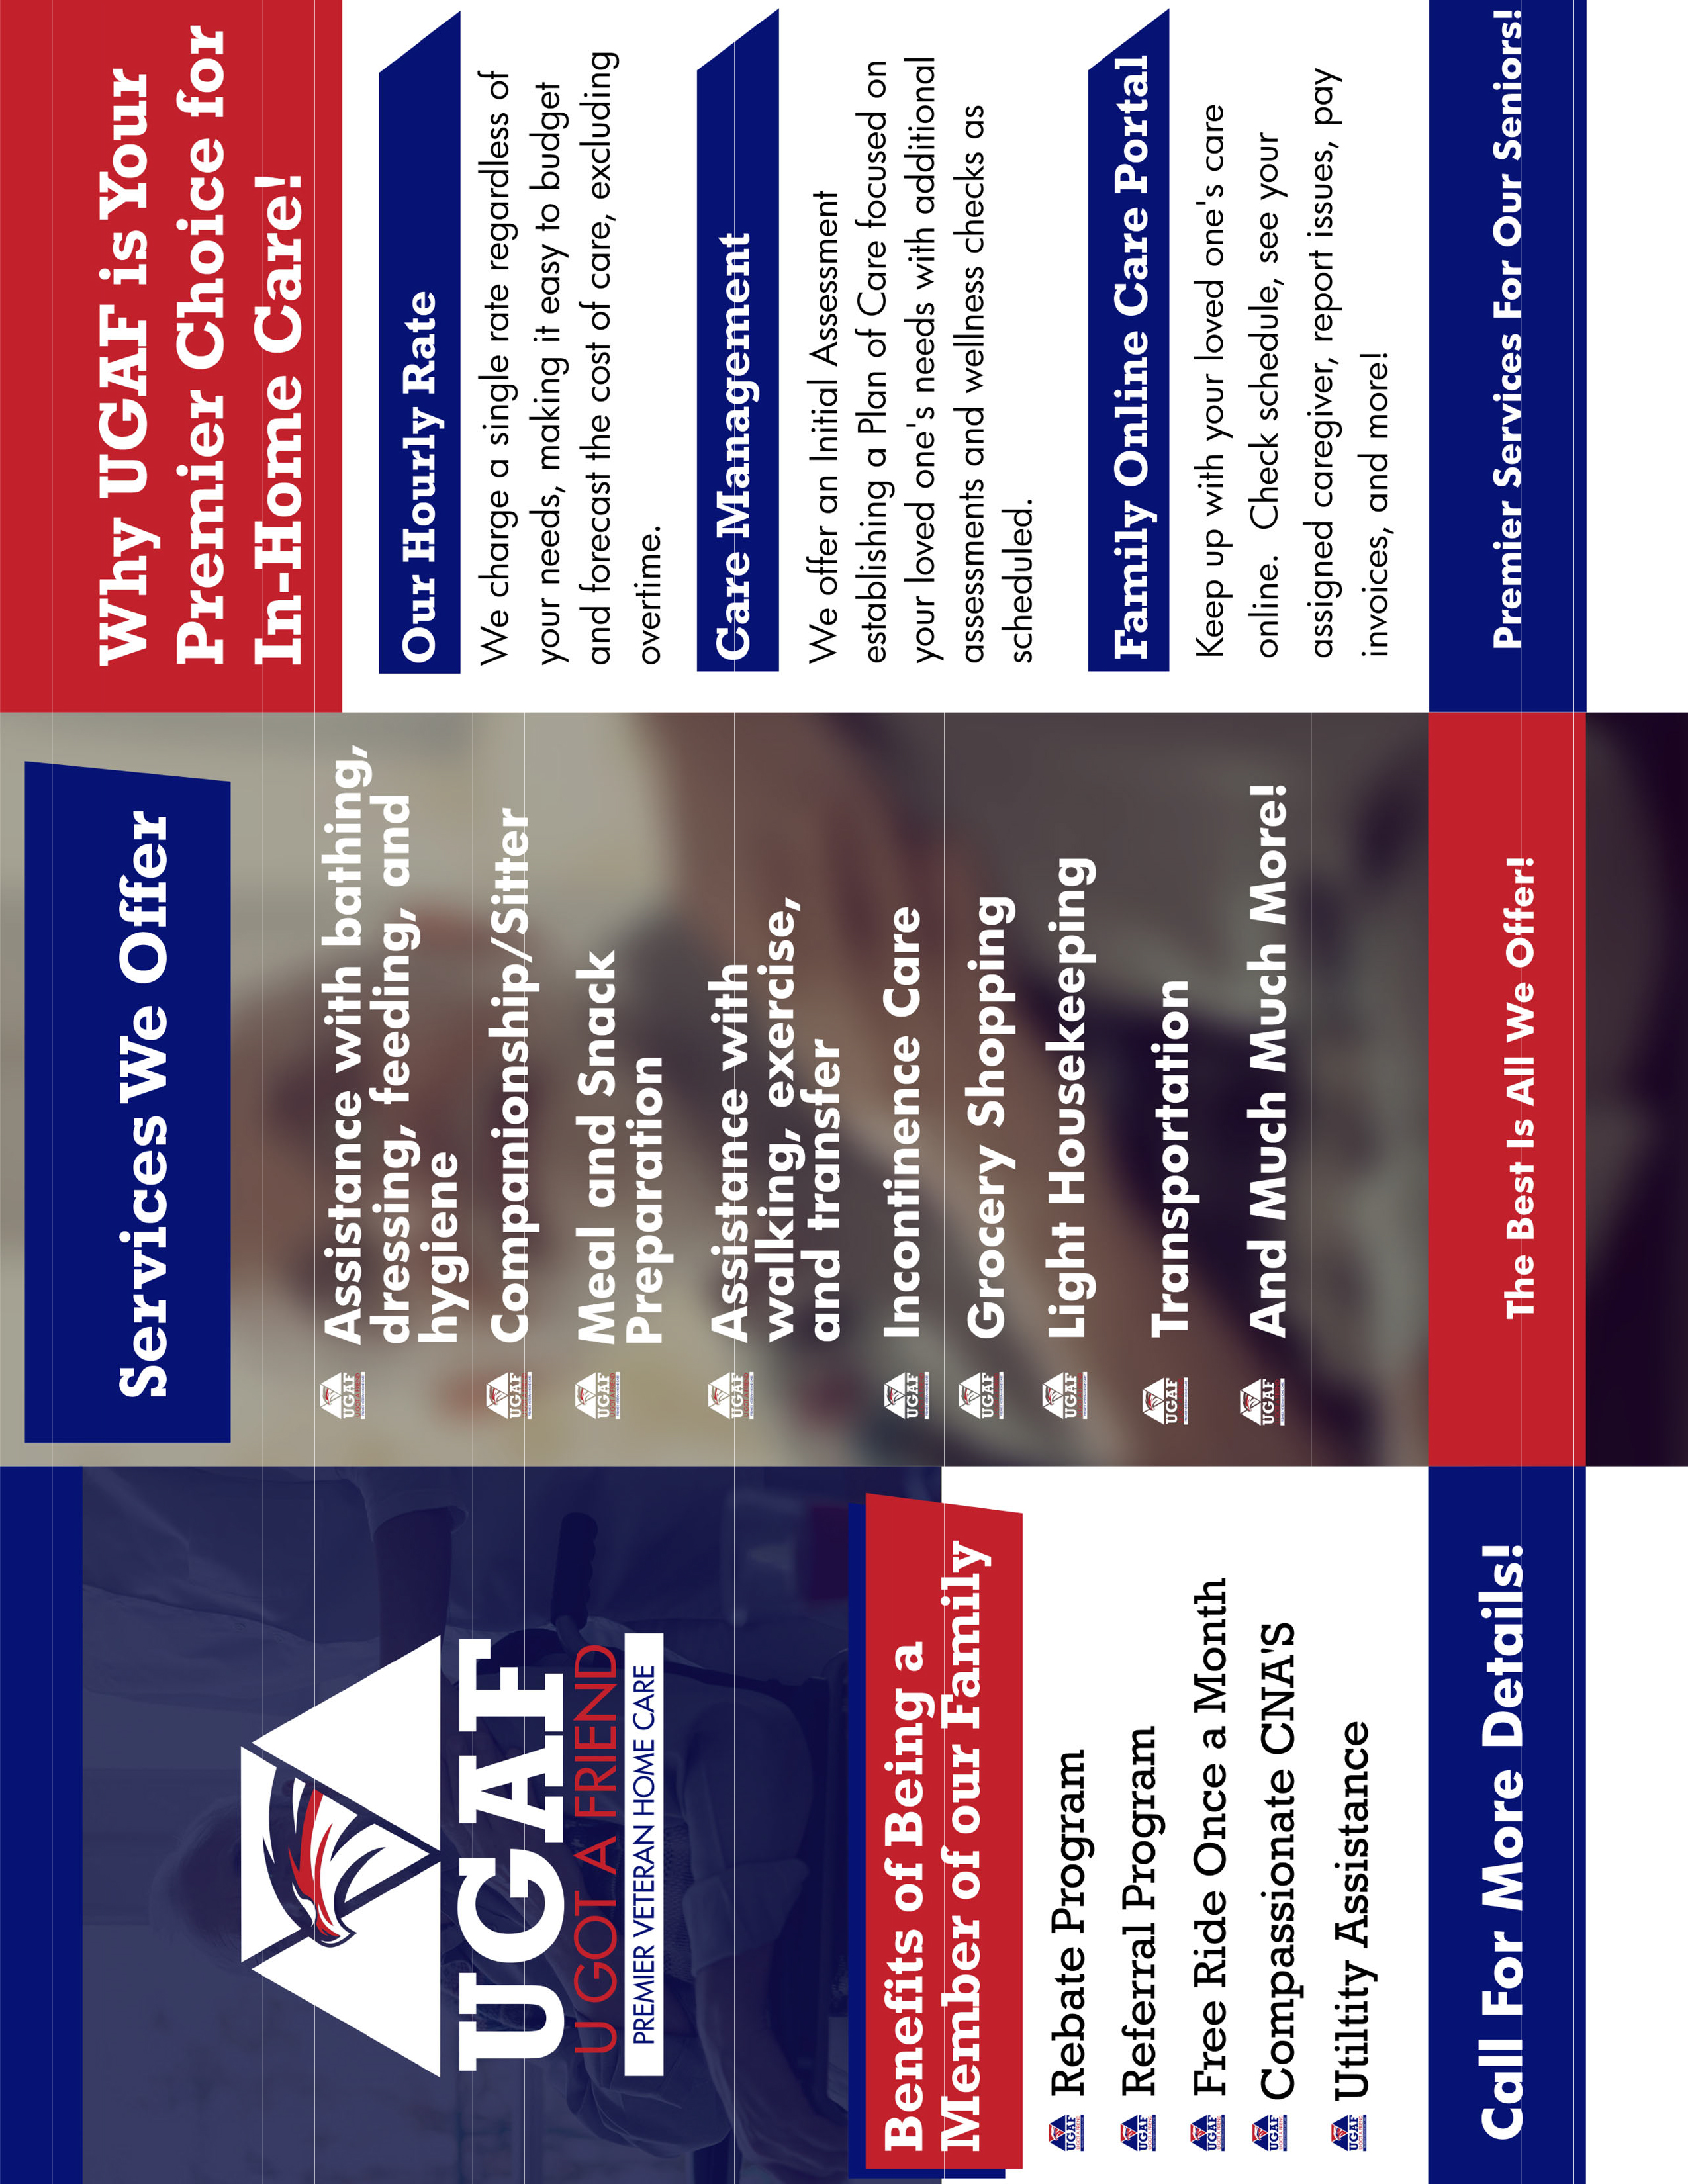 UGAF
U GOT A FRIEND
PREMIER VETERAN HOME CARE
Benefits of Being a
Member of our Family
Rebate Program
Referral Program
Free Ride Once a Month
Compassionate CNA'S
Utiltity Assistance
Call For More Details!
Services We Offer
Assistance with bathing,
dressing, feeding, and
hygiene
Companionship/Sitter
Meal and Snack
Preparation
Assistance with
walking, exercise,
and transfer
Incontinence Care
Grocery Shopping
Light Housekeeping
Transportation
And Much Much More!
The Best Is All We Offer!
Why UGAF is Your
Premier Choice for
In-Home Care!
Our Hourly Rate
We charge a single rate regardless of
your needs, making it easy to budget
and forecast the cost of care, excluding
overtime.
Care Management
We offer an Initial Assessment
establishing a Plan of Care focused on
your loved one's needs with additional
assessments and wellness checks as
scheduled.
Family Online Care Portal
Keep up with your loved one's care
online.  Check schedule, see your
assigned caregiver, report issues, pay
invoices, and more!
Premier Services For Our Seniors!